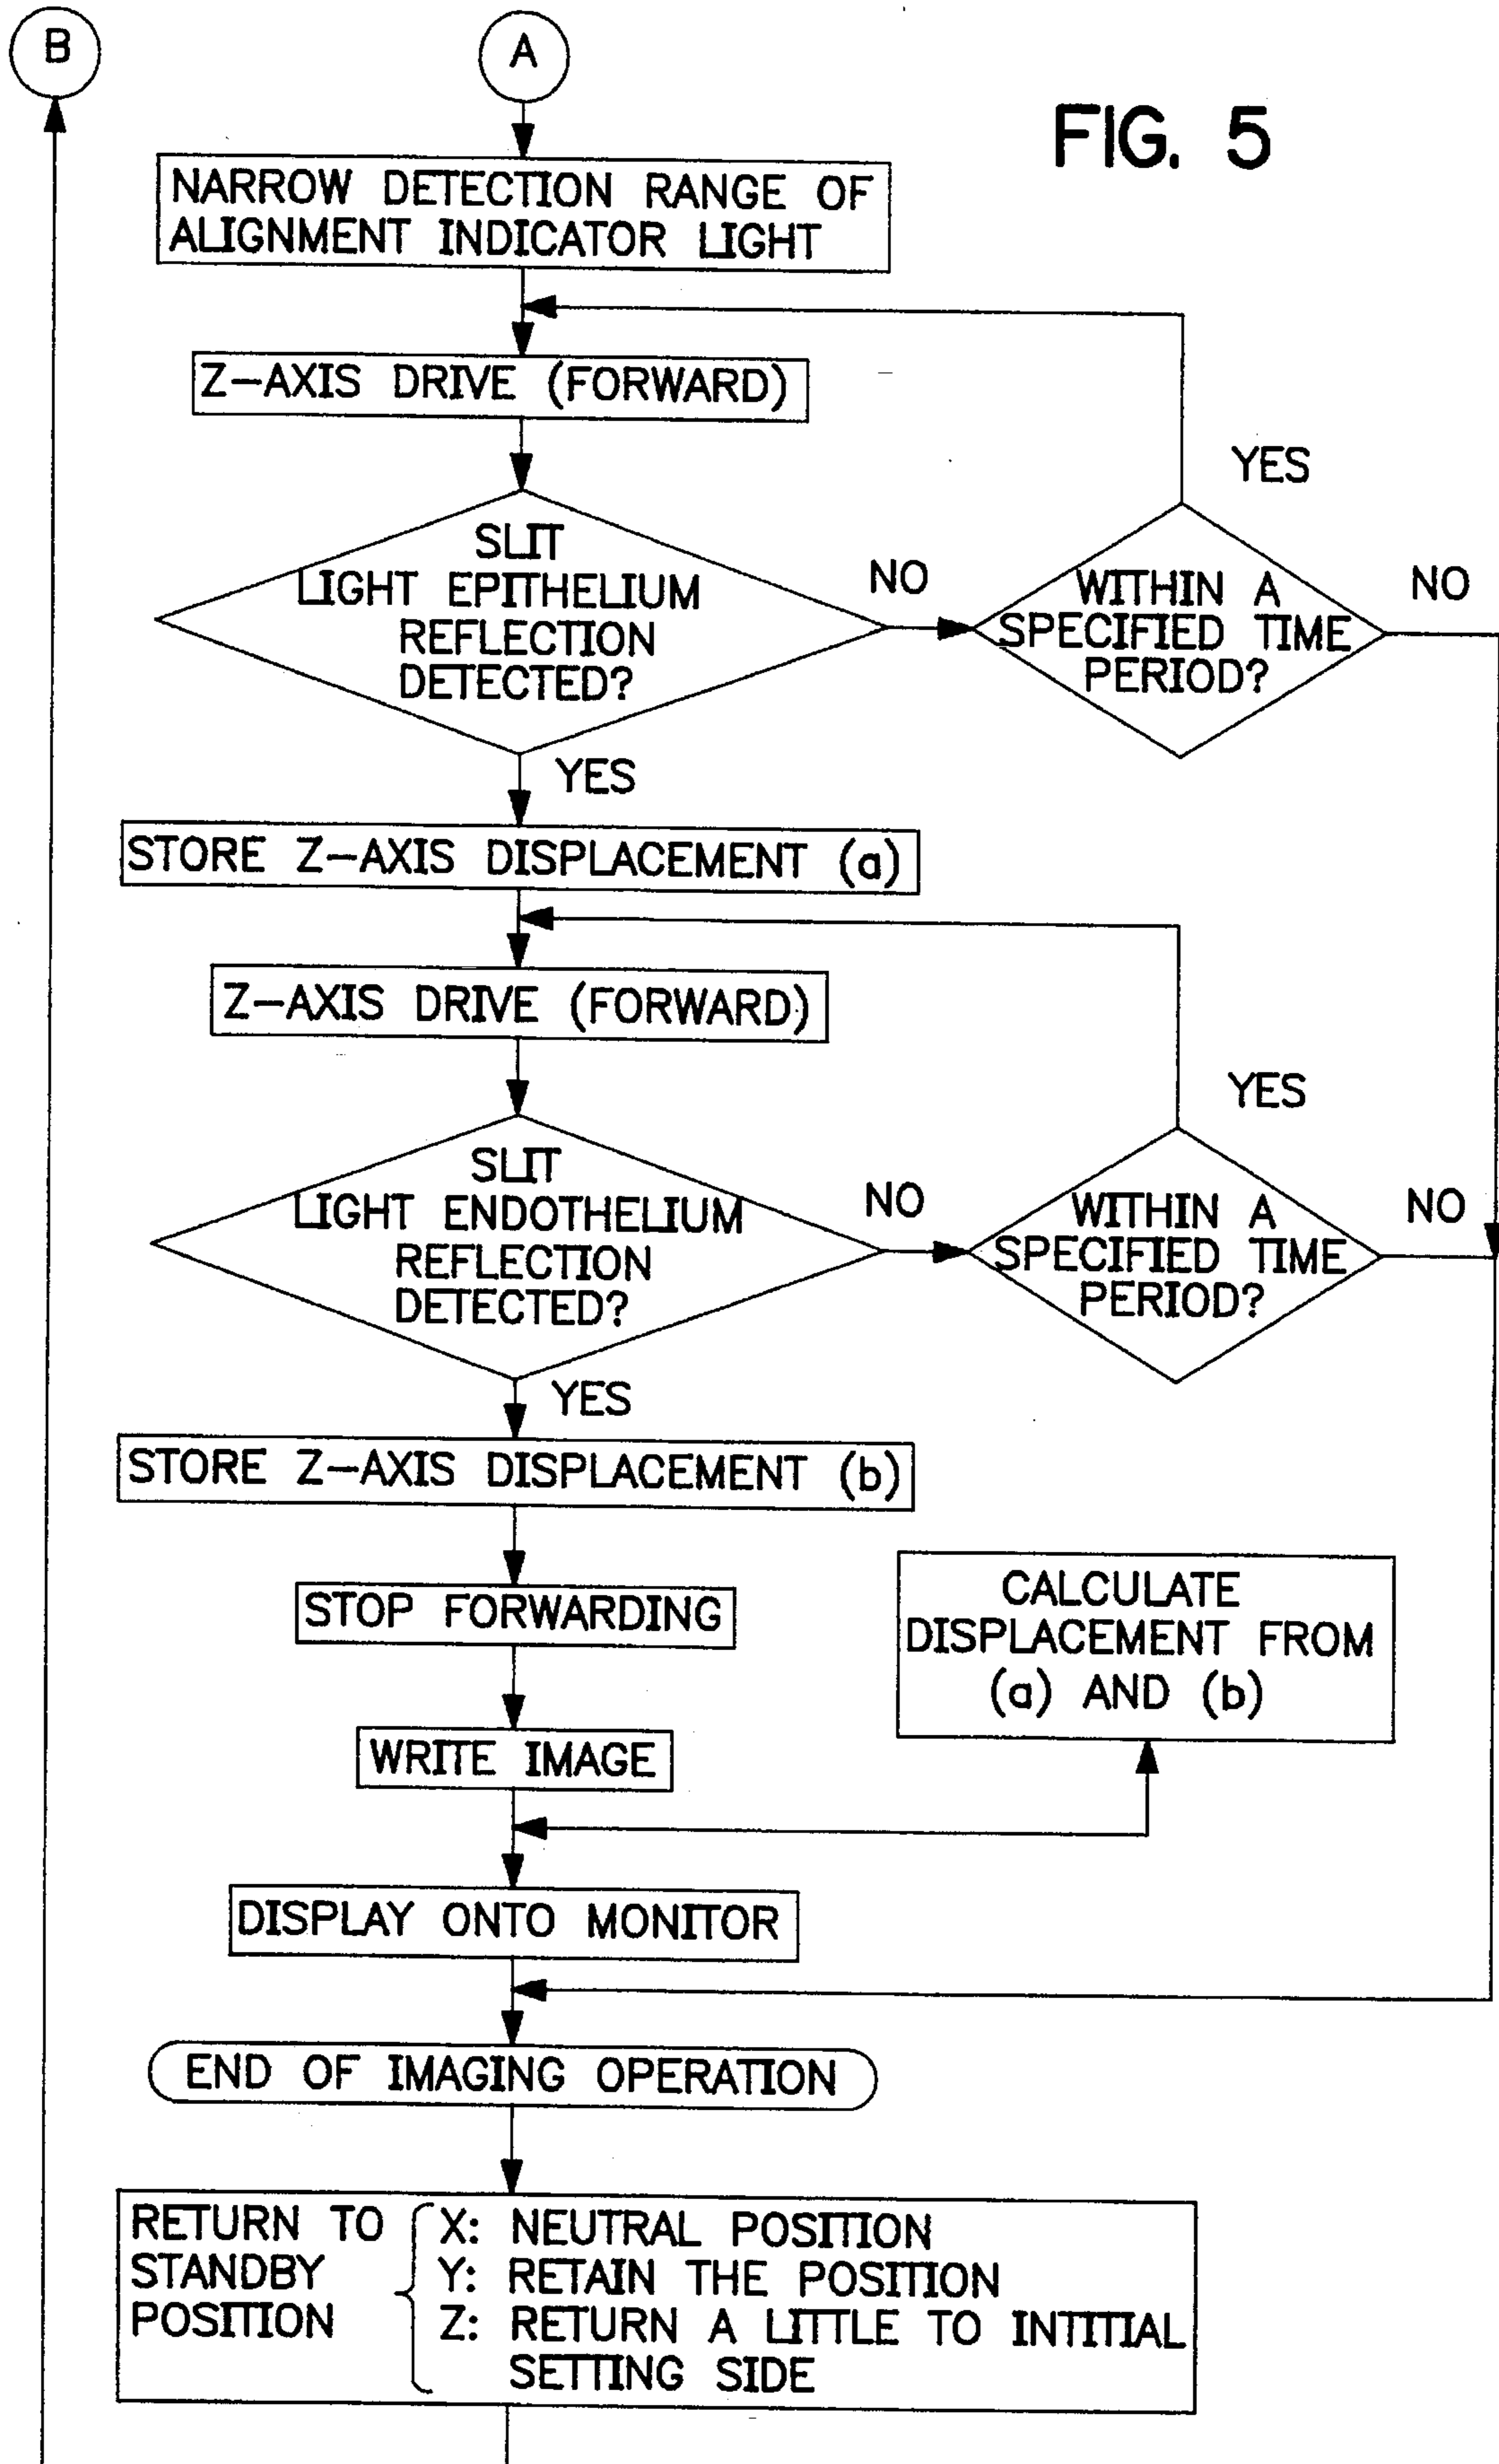 B
A
FIG. 5
NARROW DETECTION RANGE OF
ALIGNMENT INDICATOR LIGHT
Z-AXIS DRIVE (FORWARD)
YES
SLIT
LIGHT EPITHELIUM
REFLECTION
DETECTED?
NO
WITHIN A
SPECIFIED TIME
PERIOD?
NO
YES
STORE Z-AXIS DISPLACEMENT (a)
Z-AXIS DRIVE (FORWARD)
YES
SLIT
LIGHT ENDOTHELIUM
REFLECTION
DETECTED?
NO
WITHIN A
SPECIFIED TIME
PERIOD?
NO
YES
STORE Z-AXIS DISPLACEMENT (b)
STOP FORWARDING
CALCULATE
DISPLACEMENT FROM
(a) AND (b)
WRITE IMAGE
DISPLAY ONTO MONITOR
END OF IMAGING OPERATION
RETURN TO
STANDBY
POSITION
X: NEUTRAL POSITION
Y: RETAIN THE POSITION
Z: RETURN A LITTLE TO INTITIAL
SETTING SIDE